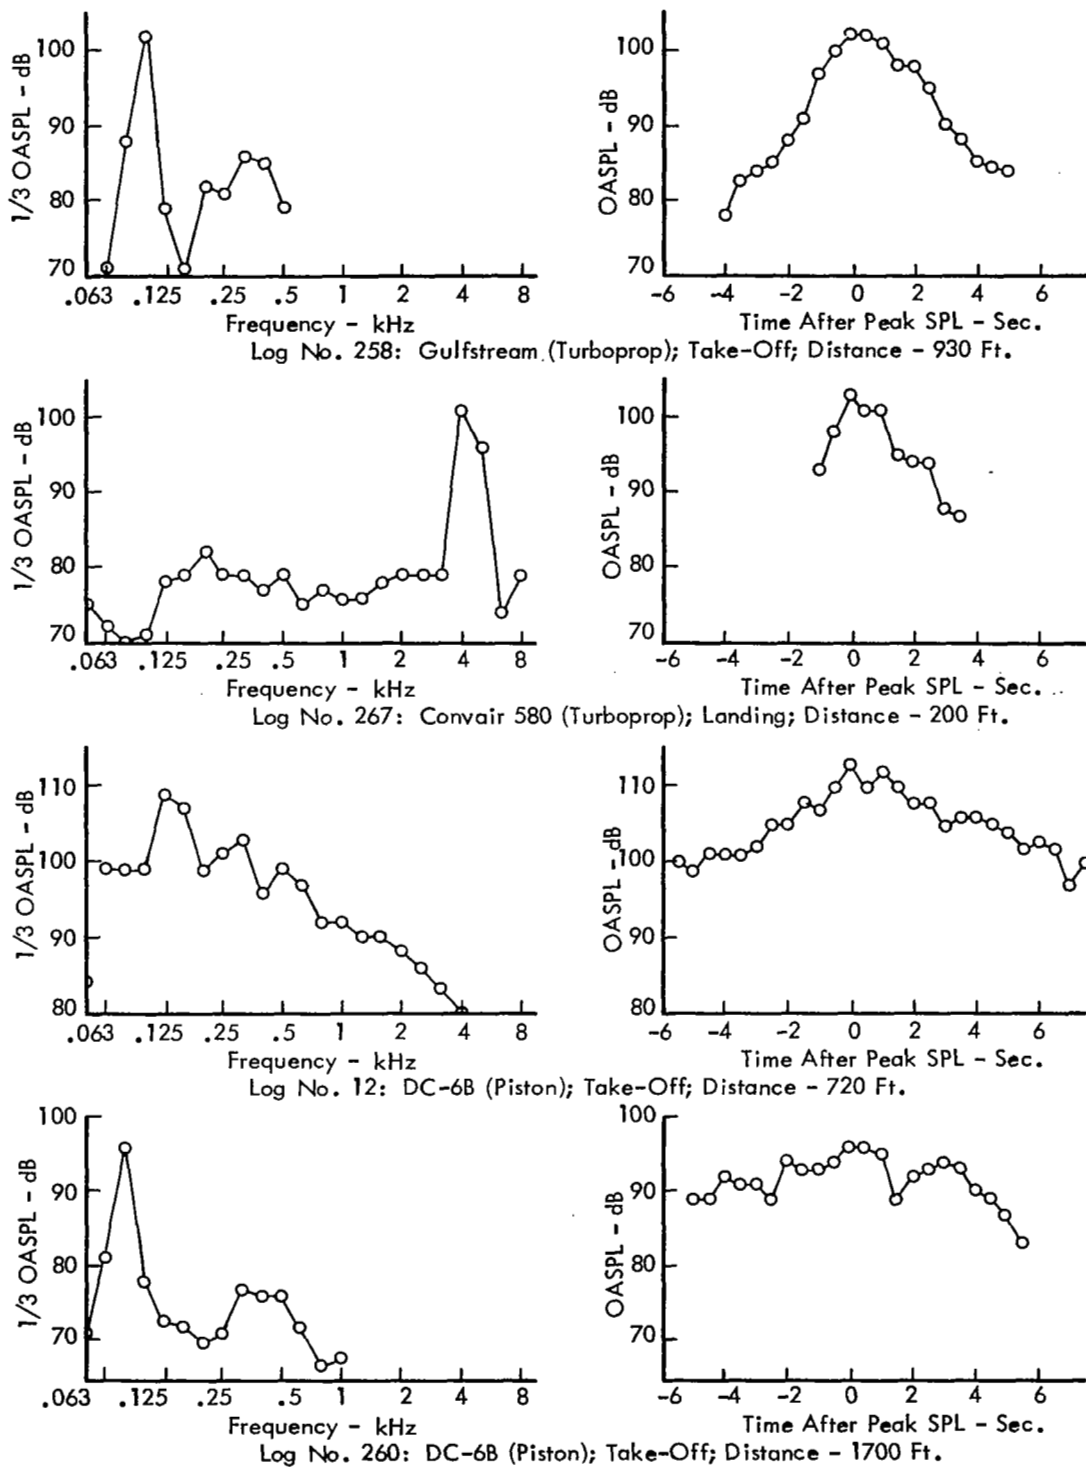 1/3 OASPL - dB
100
90
80
70
.063 .125 .25 .5 1 2 4 8
Frequency - kHz
OASPL - dB
100
90
80
70
-6 -4 -2 0 2 4 6
Time After Peak SPL - Sec.
Log No. 258: Gulfstream (Turboprop); Take-Off; Distance - 930 Ft.
1/3 OASPL - dB
100
90
80
70
.063 .125 .25 .5 1 2 4 8
Frequency - kHz
OASPL - dB
100
90
80
70
-6 -4 -2 0 2 4 6
Time After Peak SPL - Sec.
Log No. 267: Convair 580 (Turboprop); Landing; Distance - 200 Ft.
1/3 OASPL - dB
110
100
90
80
.063 .125 .25 .5 1 2 4 8
Frequency - kHz
OASPL - dB
110
100
90
80
-6 -4 -2 0 2 4 6
Time After Peak SPL - Sec.
Log No. 12: DC-6B (Piston); Take-Off; Distance - 720 Ft.
1/3 OASPL - dB
100
90
80
70
.063 .125 .25 .5 1 2 4 8
Frequency - kHz
OASPL - dB
100
90
80
70
-6 -4 -2 0 2 4 6
Time After Peak SPL - Sec.
Log No. 260: DC-6B (Piston); Take-Off; Distance - 1700 Ft.